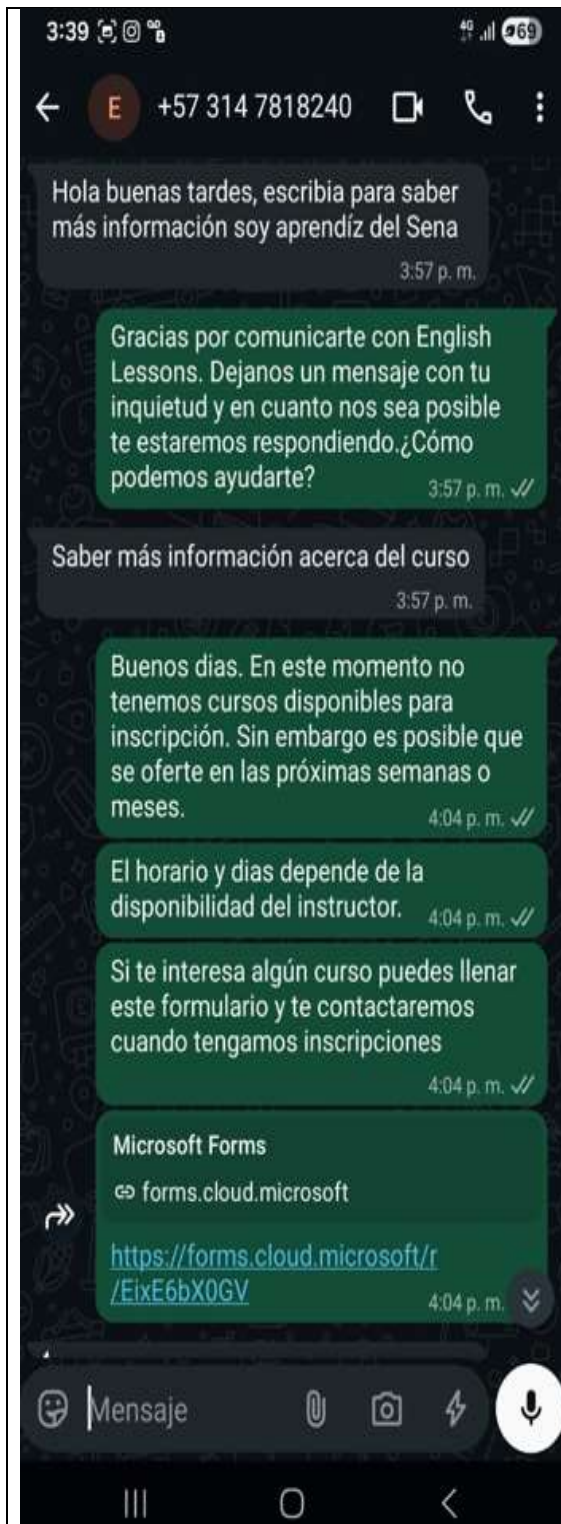 3:39
4G 69
E +57 314 7818240
Hola buenas tardes, escribia para saber
más información soy aprendíz del Sena
3:57 p. m.
Gracias por comunicarte con English
Lessons. Dejanos un mensaje con tu
inquietud y en cuanto nos sea posible
te estaremos respondiendo.¿Cómo
podemos ayudarte?
3:57 p. m.
Saber más información acerca del curso
3:57 p. m.
Buenos dias. En este momento no
tenemos cursos disponibles para
inscripción. Sin embargo es posible que
se oferte en las próximas semanas o
meses.
4:04 p. m.
El horario y dias depende de la
disponibilidad del instructor.
4:04 p. m.
Si te interesa algún curso puedes llenar
este formulario y te contactaremos
cuando tengamos inscripciones
4:04 p. m.
Microsoft Forms
forms.cloud.microsoft
https://forms.cloud.microsoft/r
/EixE6bX0GV
4:04 p. m.
Mensaje